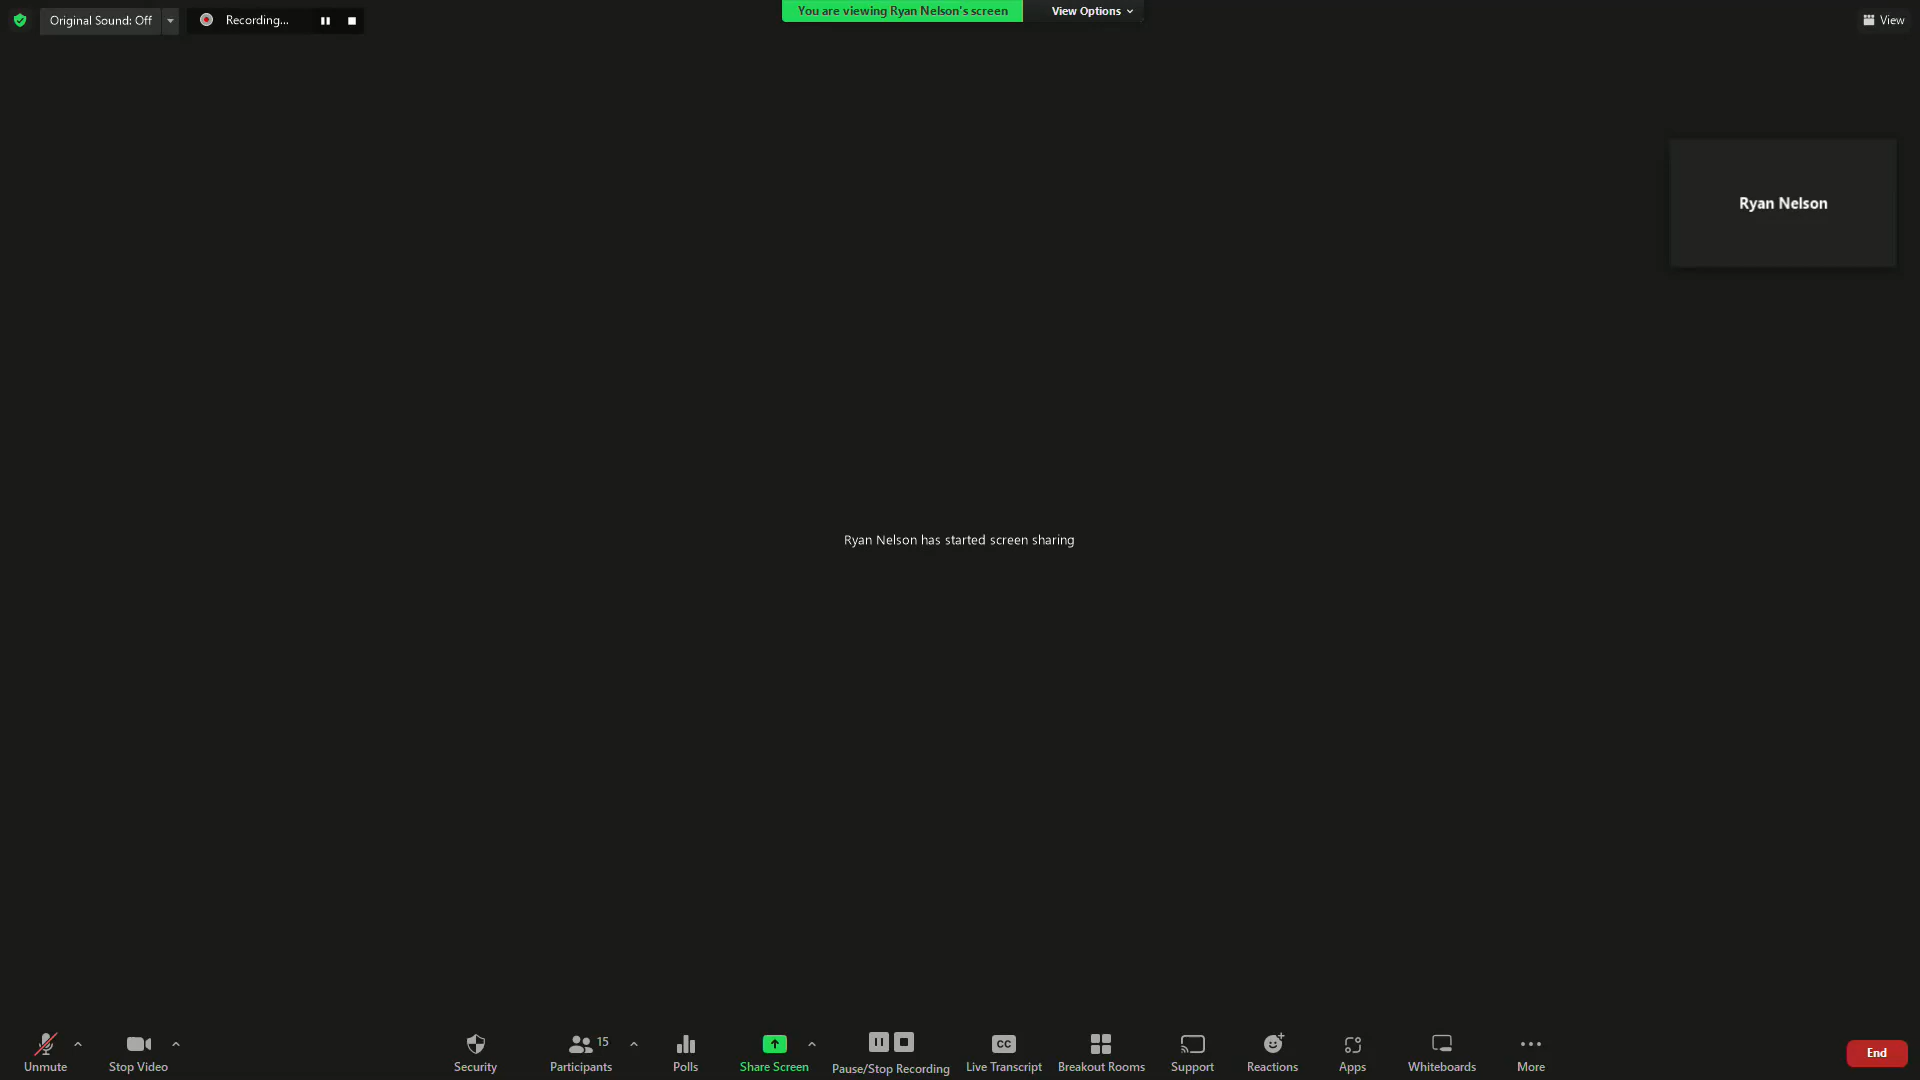 Original Sound: Off
Recording...
You are viewing Ryan Nelson's screen
View Options
View
Ryan Nelson
Ryan Nelson has started screen sharing
Unmute
Stop Video
Security
Participants
15
Polls
Share Screen
Pause/Stop Recording
CC
Live Transcript
Breakout Rooms
Support
Reactions
Apps
Whiteboards
More
End